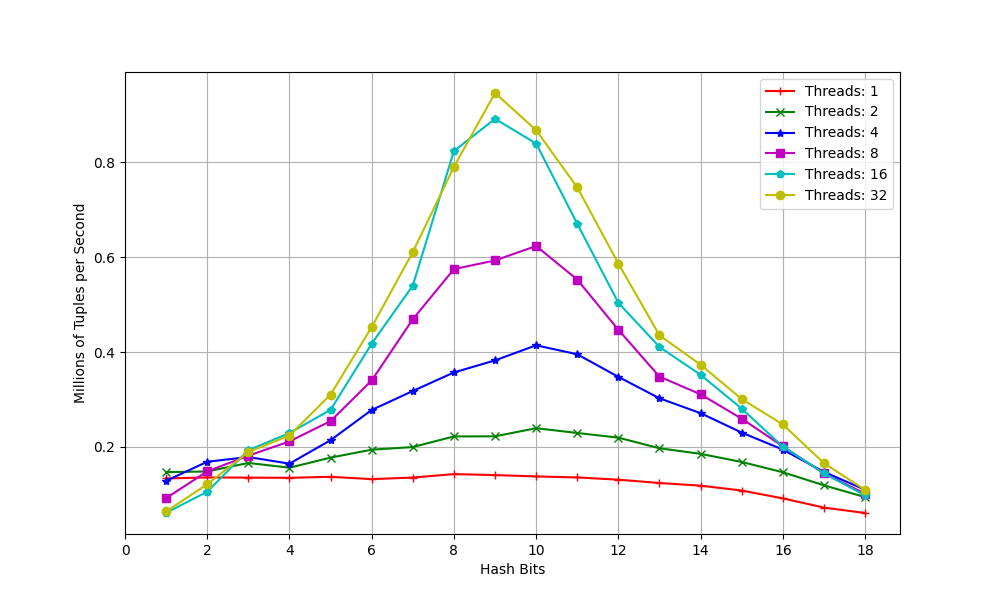 Threads: 1
Threads: 2
Threads: 4
Threads: 8
Threads: 16
Threads: 32
Millions of Tuples per Second
0.8
0.6
0.4
0.2
0 2 4 6 8 10 12 14 16 18
Hash Bits